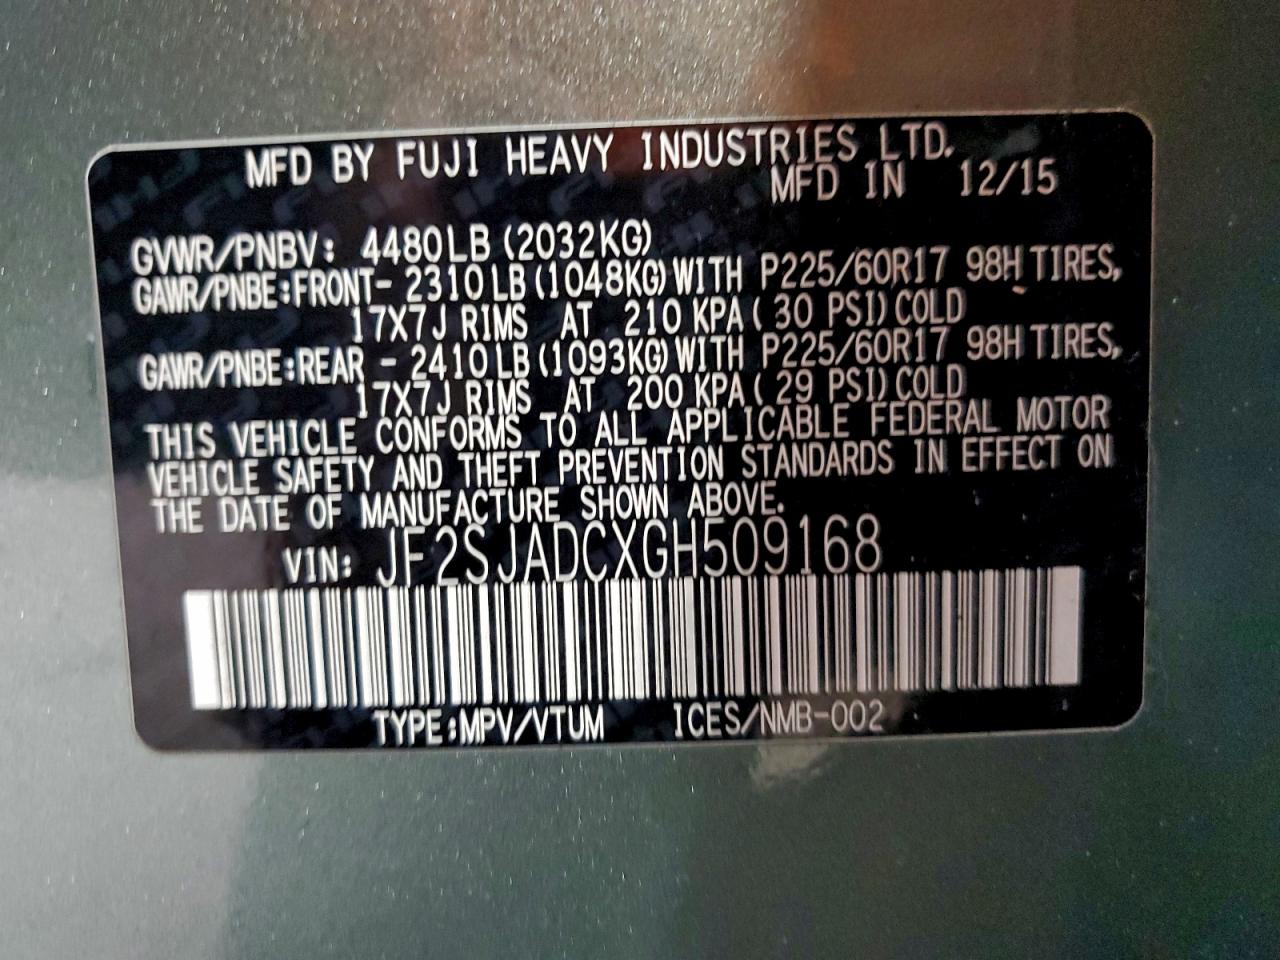 MFD BY FUJI HEAVY INDUSTRIES LTD.
MFD IN 12/15
GVWR/PNBV: 4480LB (2032KG)
GAWR/PNBE:FRONT- 2310LB (1048KG) WITH P225/60R17 98H TIRES,
17X7J RIMS AT 210 KPA ( 30 PSI) COLD
GAWR/PNBE:REAR - 2410LB (1093KG) WITH P225/60R17 98H TIRES,
17X7J RIMS AT 200 KPA ( 29 PSI) COLD
THIS VEHICLE CONFORMS TO ALL APPLICABLE FEDERAL MOTOR
VEHICLE SAFETY AND THEFT PREVENTION STANDARDS IN EFFECT ON
THE DATE OF MANUFACTURE SHOWN ABOVE.
VIN: JF2SJADCXGH509168
TYPE:MPV/VTUM ICES/NMB-002